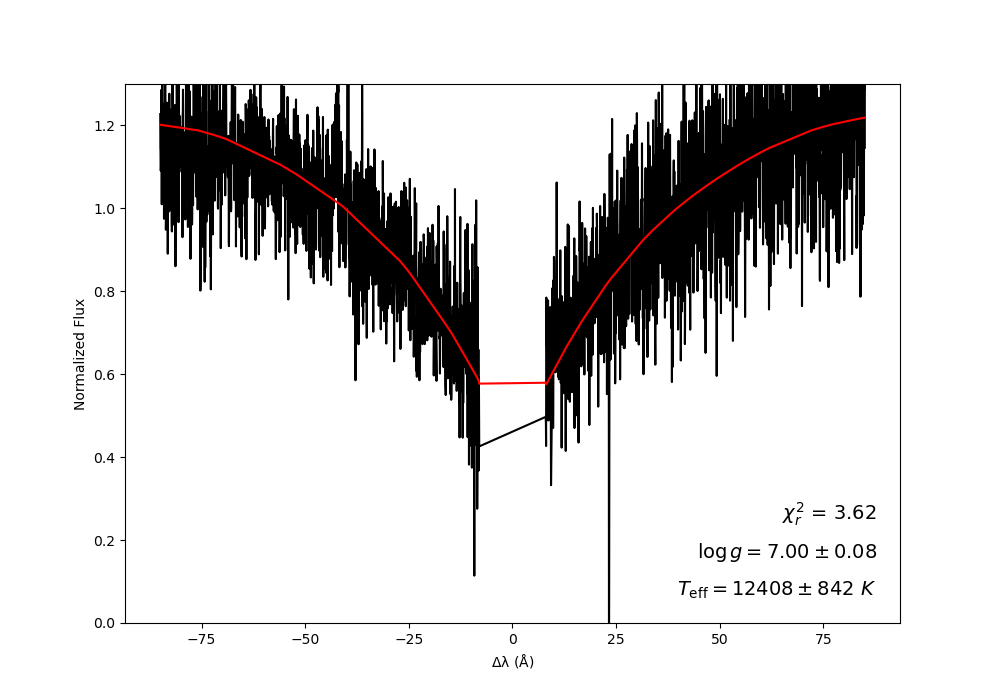 1.2
1.0
0.8
0.6
0.4
0.2
0.0
Normalized Flux
−75
−50
−25
0
25
50
75
Δλ (Å)
χ²ᵣ = 3.62
log g = 7.00 ± 0.08
T_eff = 12408 ± 842 K